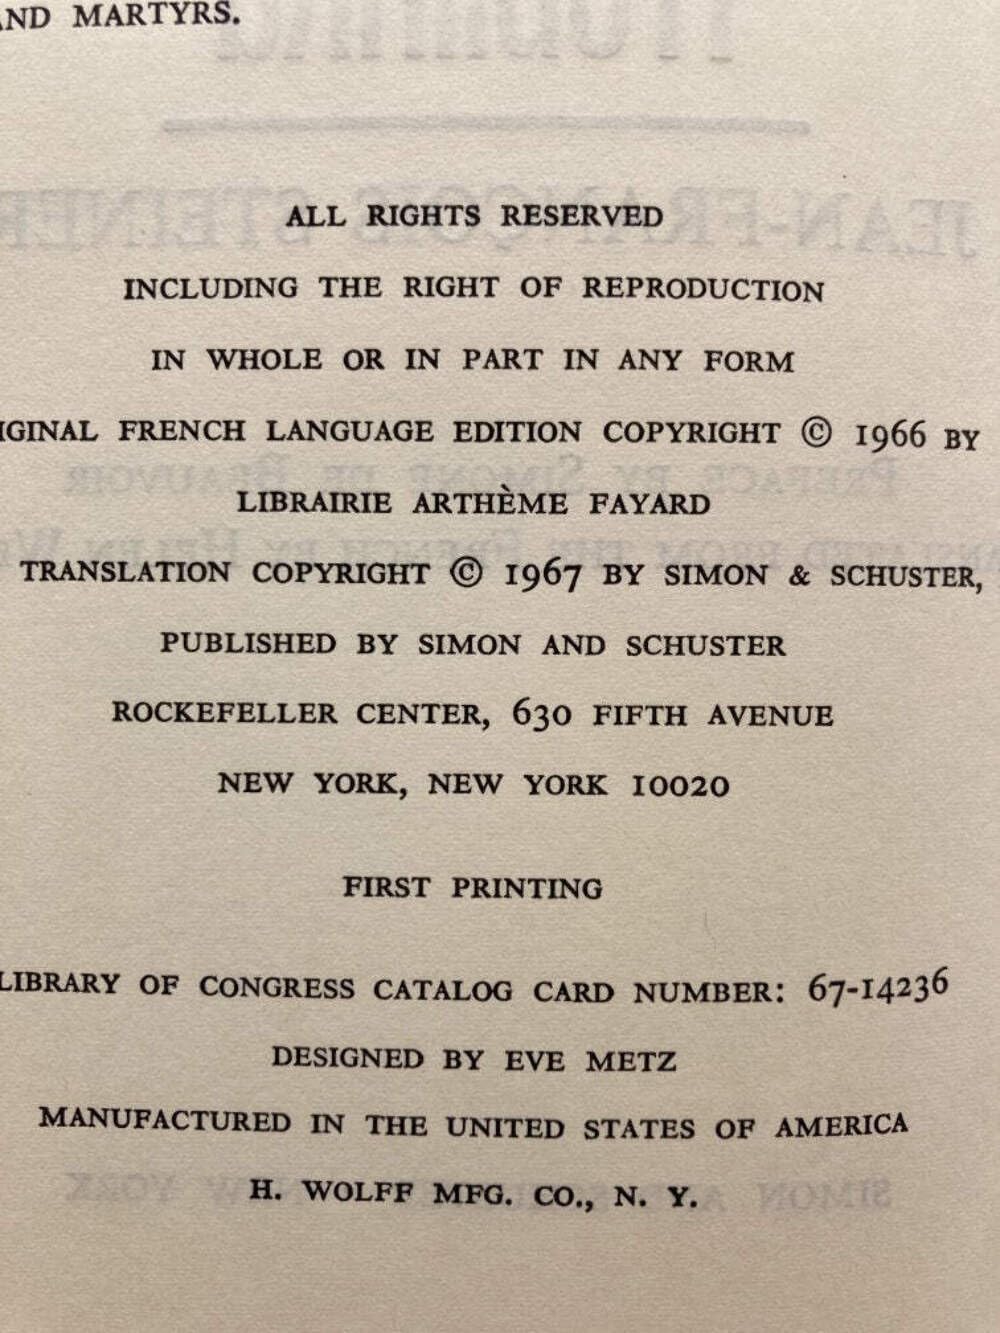 AND MARTYRS.
ALL RIGHTS RESERVED
INCLUDING THE RIGHT OF REPRODUCTION
IN WHOLE OR IN PART IN ANY FORM
IGINAL FRENCH LANGUAGE EDITION COPYRIGHT © 1966 BY
LIBRAIRIE ARTHÈME FAYARD
TRANSLATION COPYRIGHT © 1967 BY SIMON & SCHUSTER,
PUBLISHED BY SIMON AND SCHUSTER
ROCKEFELLER CENTER, 630 FIFTH AVENUE
NEW YORK, NEW YORK 10020
FIRST PRINTING
LIBRARY OF CONGRESS CATALOG CARD NUMBER: 67-14236
DESIGNED BY EVE METZ
MANUFACTURED IN THE UNITED STATES OF AMERICA
H. WOLFF MFG. CO., N. Y.